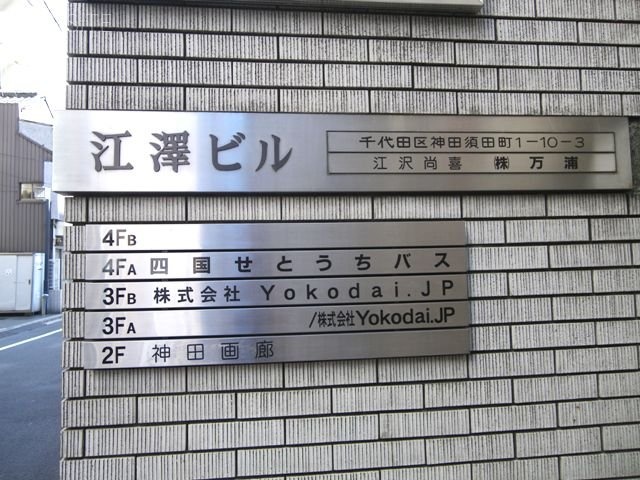 江澤ビル
千代田区神田須田町1-10-3
江沢尚喜 ㈱ 万浦
4FB
4FA 四国せとうちバス
3FB 株式会社 Yokodai.JP
3FA /株式会社Yokodai.JP
2F 神田画廊